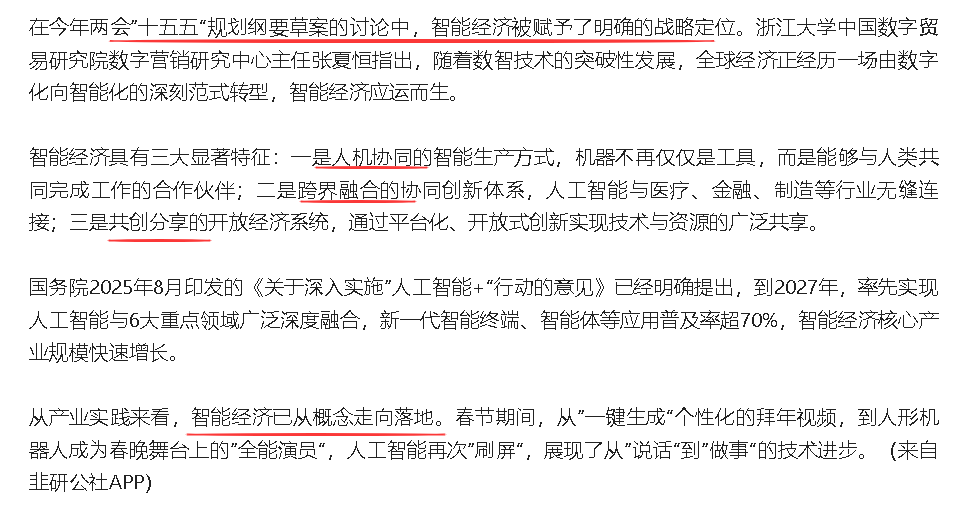 在今年两会"十五五"规划纲要草案的讨论中，智能经济被赋予了明确的战略定位。浙江大学中国数字贸
易研究院数字营销研究中心主任张夏恒指出，随着数智技术的突破性发展，全球经济正经历一场由数字
化向智能化的深刻范式转型，智能经济应运而生。
智能经济具有三大显著特征：一是人机协同的智能生产方式，机器不再仅仅是工具，而是能够与人类共
同完成工作的合作伙伴；二是跨界融合的协同创新体系，人工智能与医疗、金融、制造等行业无缝连
接；三是共创分享的开放经济系统，通过平台化、开放式创新实现技术与资源的广泛共享。
国务院2025年8月印发的《关于深入实施"人工智能+"行动的意见》已经明确提出，到2027年，率先实现
人工智能与6大重点领域广泛深度融合，新一代智能终端、智能体等应用普及率超70%，智能经济核心产
业规模快速增长。
从产业实践来看，智能经济已从概念走向落地。春节期间，从"一键生成"个性化的拜年视频，到人形机
器人成为春晚舞台上的"全能演员"，人工智能再次"刷屏"，展现了从"说话"到"做事"的技术进步。（来自
韭研公社APP)